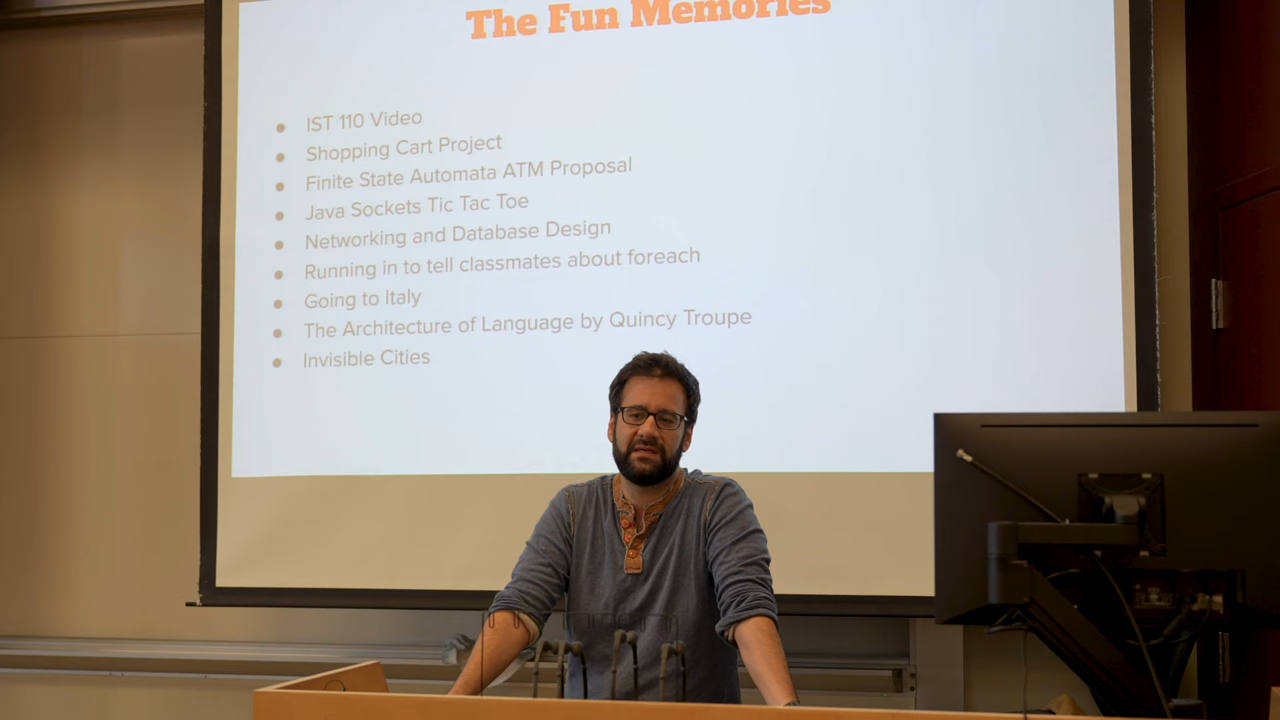 The Fun Memories
IST 110 Video
Shopping Cart Project
Finite State Automata ATM Proposal
Java Sockets Tic Tac Toe
Networking and Database Design
Running in to tell classmates about foreach
Going to Italy
The Architecture of Language by Quincy Troupe
Invisible Cities